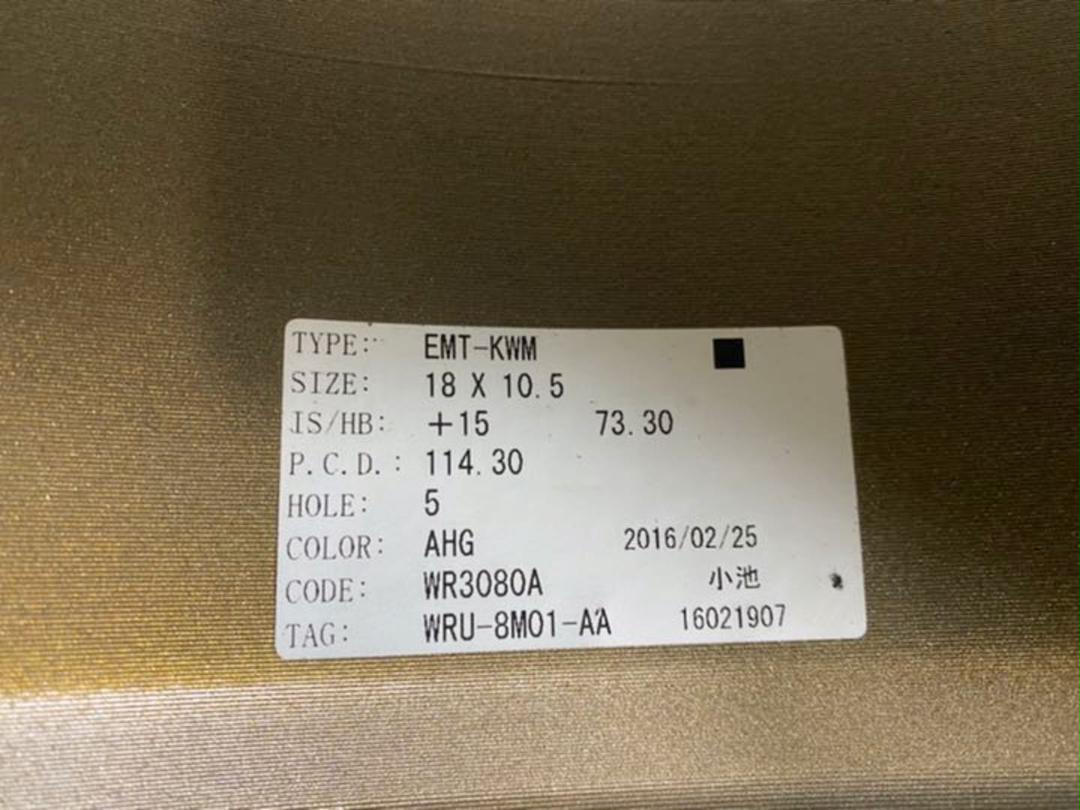 TYPE: EMT-KWM
SIZE: 18 X 10.5
IS/HB: +15 73.30
P.C.D.: 114.30
HOLE: 5
COLOR: AHG 2016/02/25
CODE: WR3080A 小池
TAG: WRU-8M01-AA 16021907